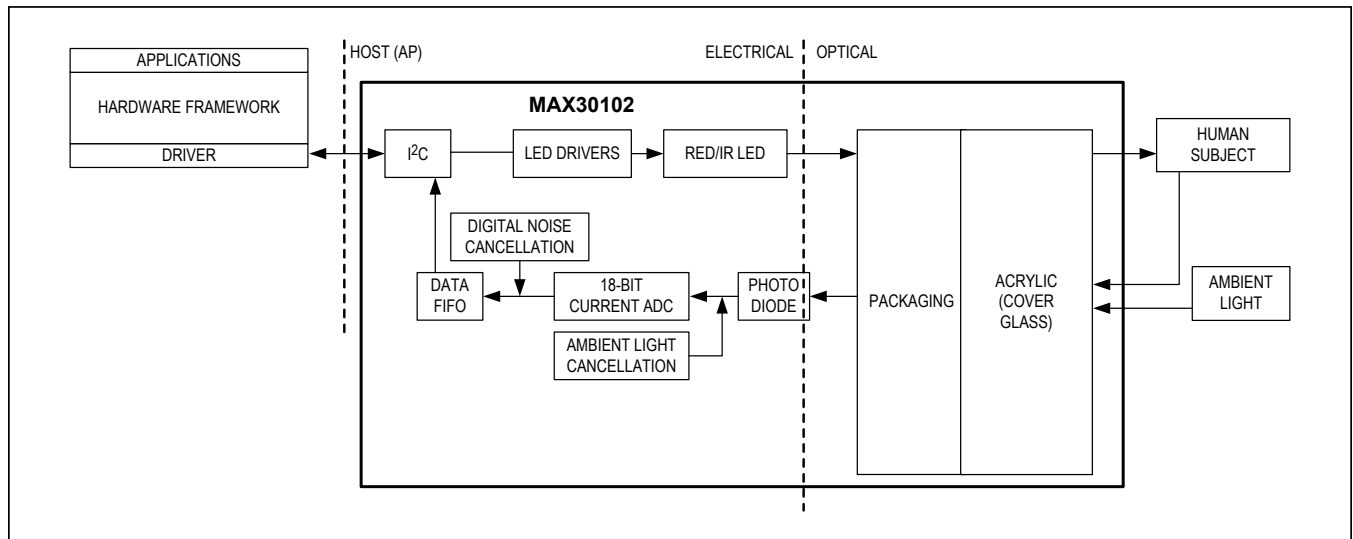 HOST (AP)
ELECTRICAL
OPTICAL
APPLICATIONS
HARDWARE FRAMEWORK
DRIVER
MAX30102
I²C
LED DRIVERS
RED/IR LED
HUMAN
SUBJECT
DIGITAL NOISE
CANCELLATION
DATA
FIFO
18-BIT
CURRENT ADC
PHOTO
DIODE
AMBIENT LIGHT
CANCELLATION
PACKAGING
ACRYLIC
(COVER
GLASS)
AMBIENT
LIGHT